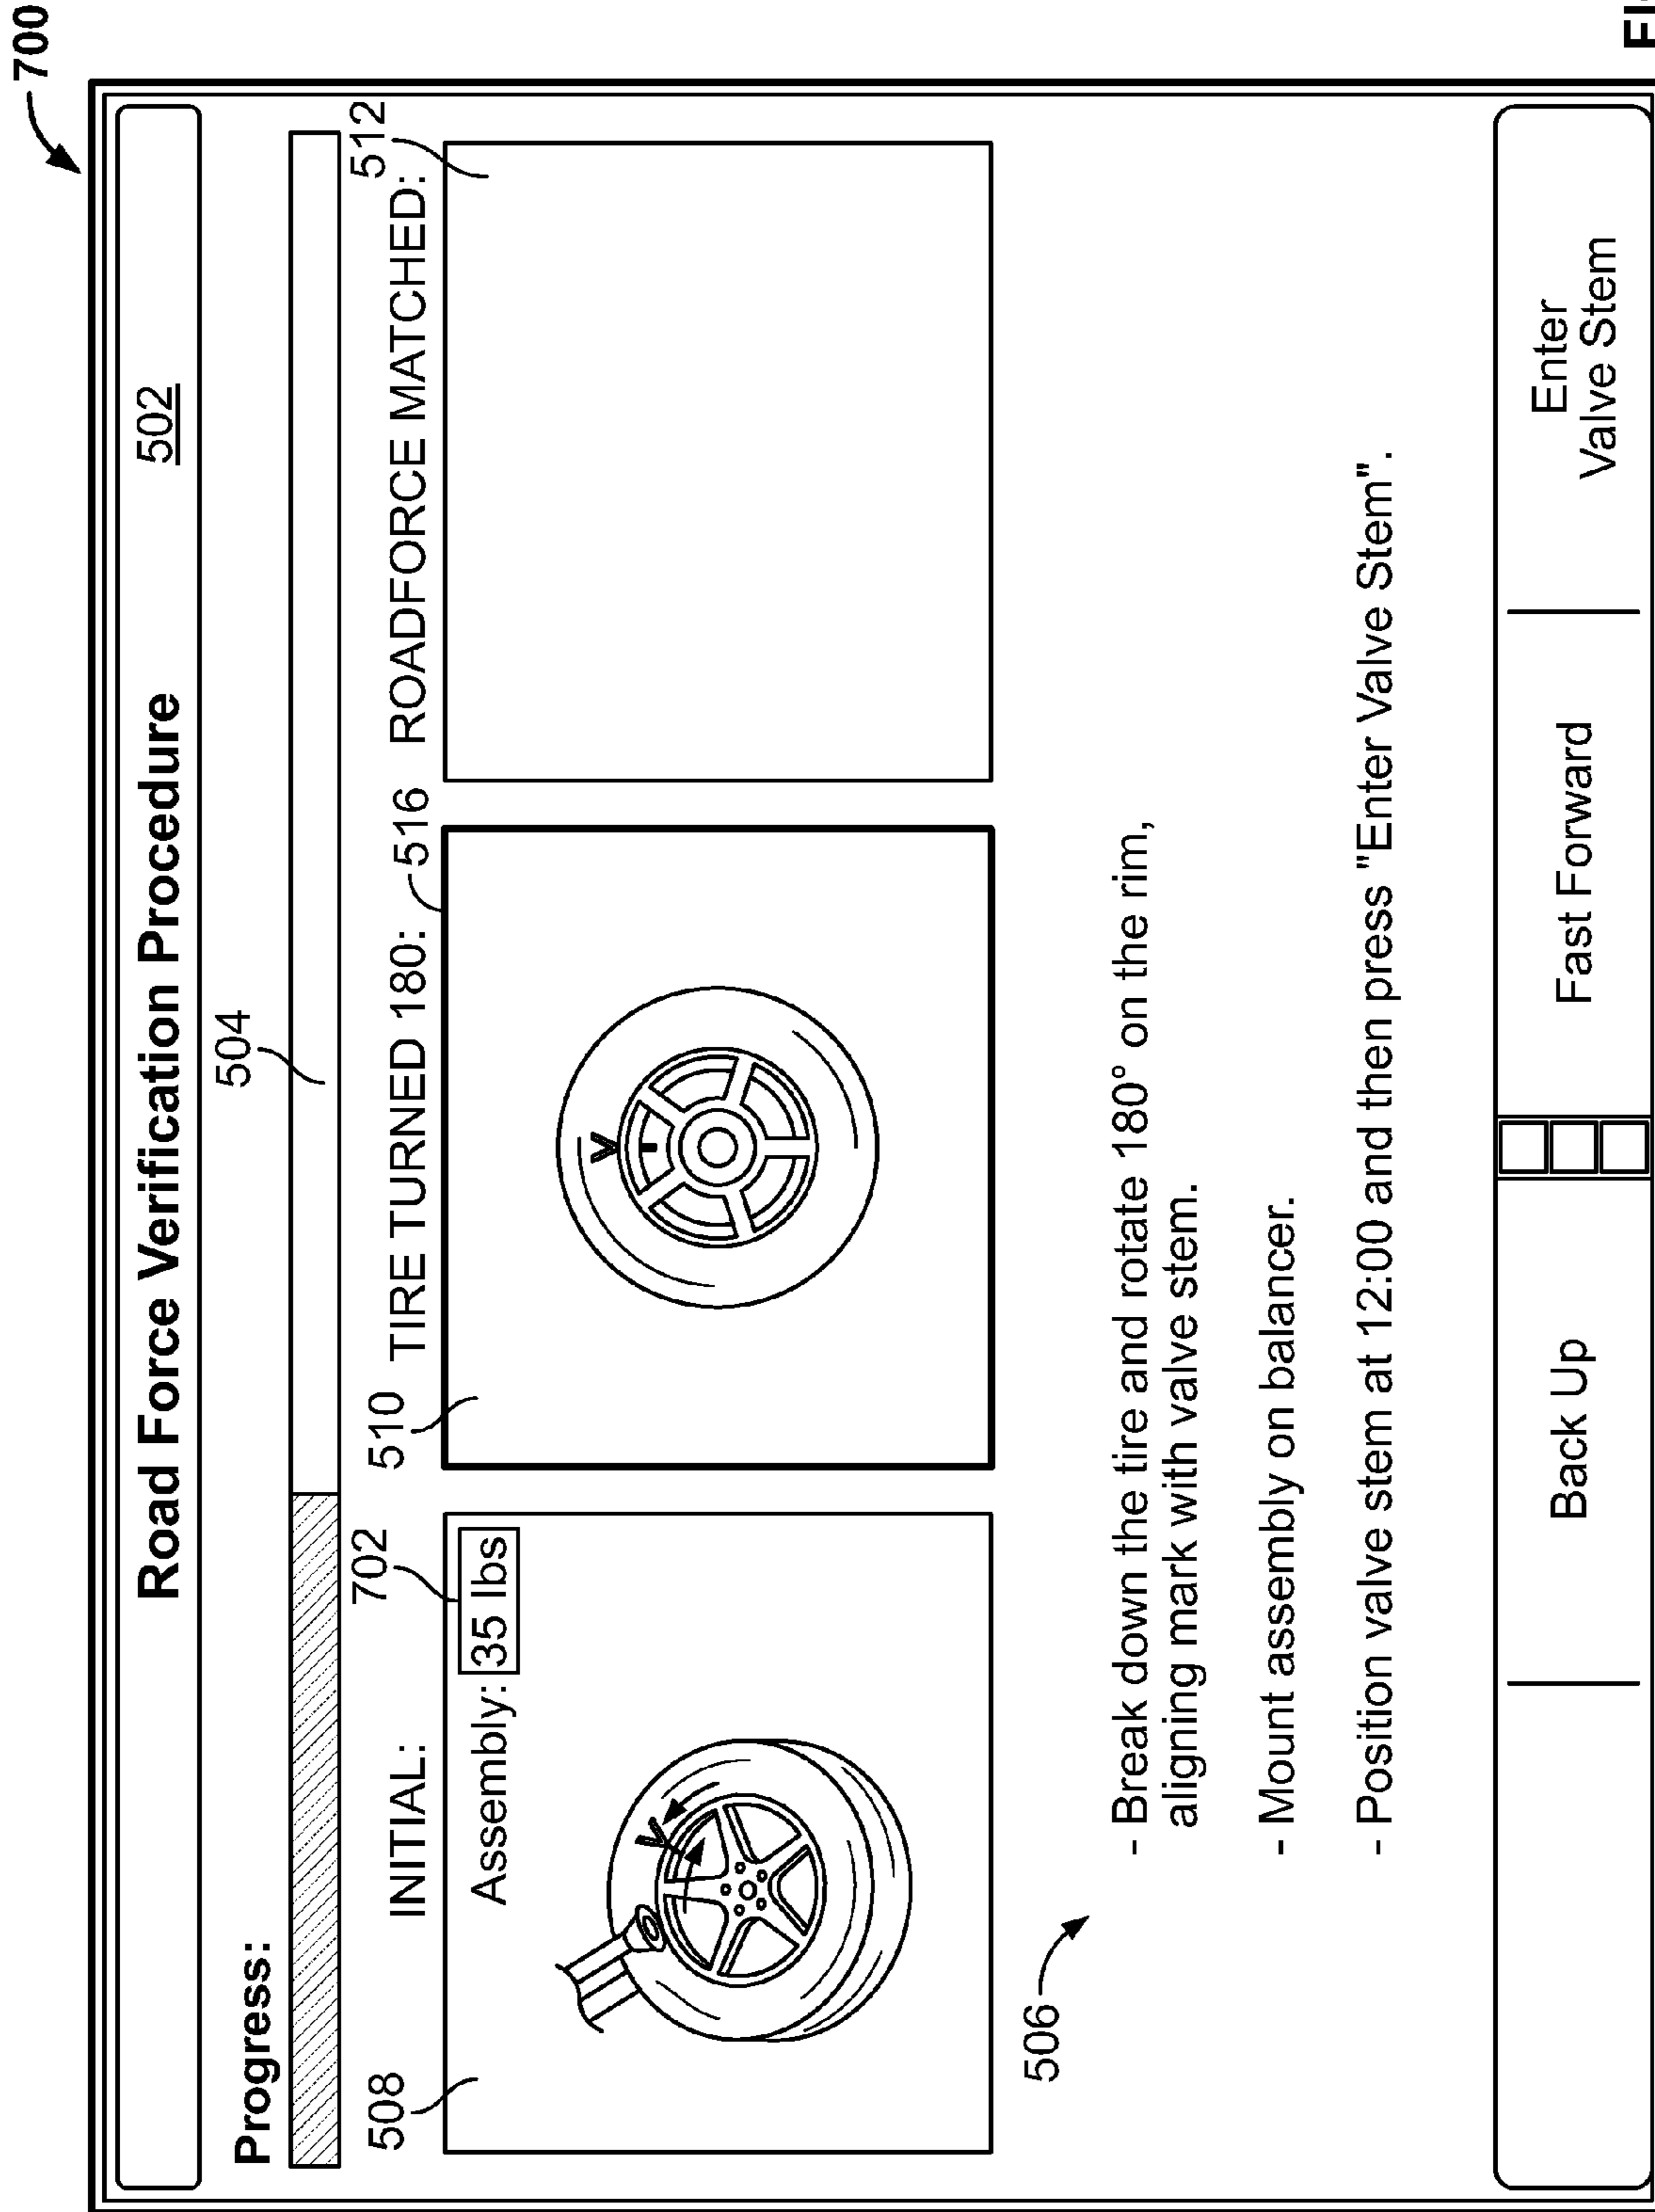 700
Road Force Verification Procedure
502
Progress:
504
508
INITIAL:
702
510
TIRE TURNED 180:
516
ROADFORCE MATCHED:
512
Assembly: 35 lbs
506
- Break down the tire and rotate 180° on the rim,
aligning mark with valve stem.
- Mount assembly on balancer.
- Position valve stem at 12:00 and then press "Enter Valve Stem".
Back Up
Fast Forward
Enter
Valve Stem